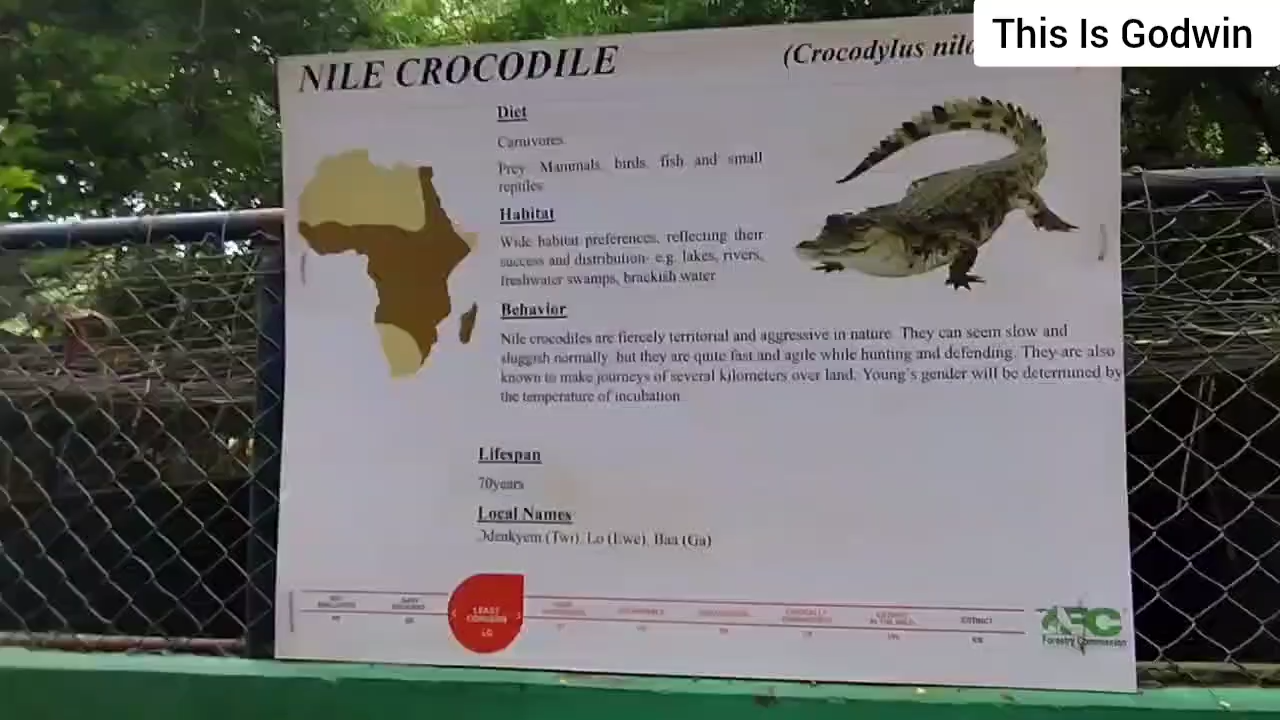 This Is Godwin
NILE CROCODILE
(Crocodylus nilo
Diet
Carnivores.
Prey: Mammals, birds, fish and small
reptiles
Habitat
Wide habitat preferences, reflecting their
success and distribution- e.g. lakes, rivers,
freshwater swamps, brackish water
Behavior
Nile crocodiles are fiercely territorial and aggressive in nature. They can seem slow and
sluggish normally, but they are quite fast and agile while hunting and defending. They are also
known to make journeys of several kilometers over land. Young's gender will be determined by
the temperature of incubation.
Lifespan
70years
Local Names
Ɔdenkyem (Twi), Lo (Ewe), Baa (Ga)
LEAST
CONCERN
LC
EXTINCT
FC
Forestry Commission